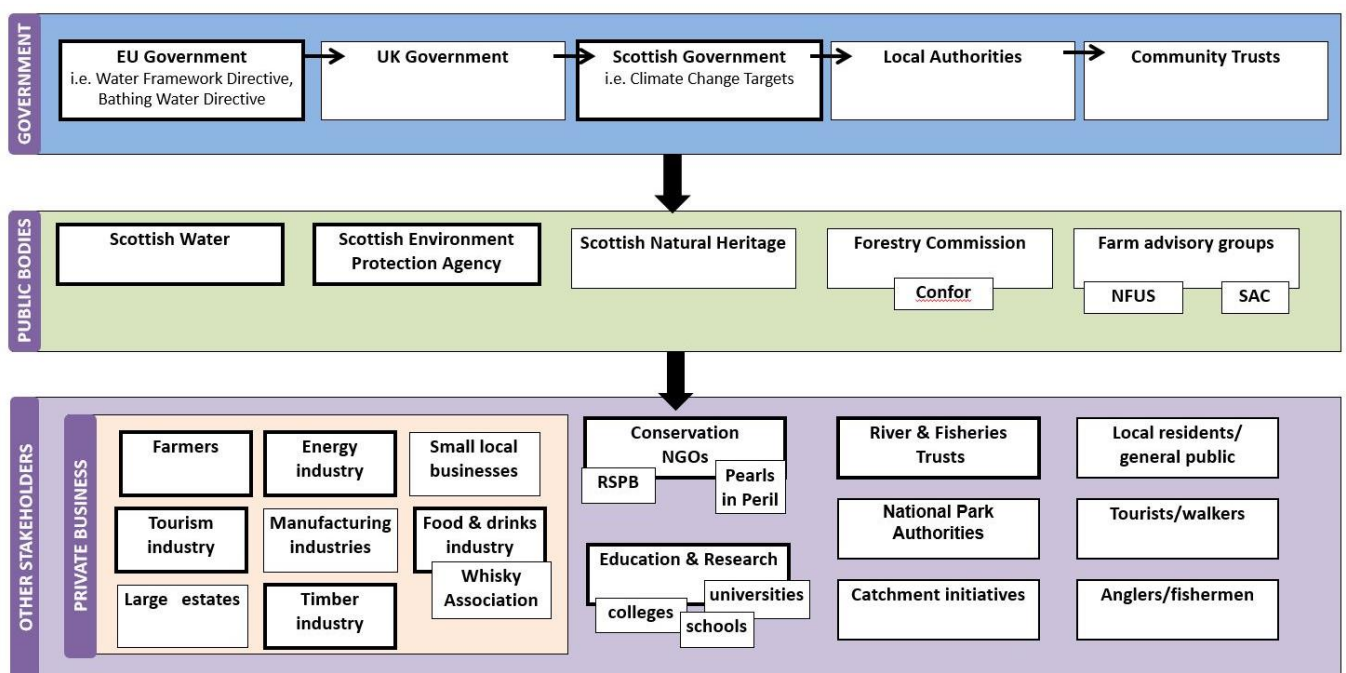 GOVERNMENT
EU Government
i.e. Water Framework Directive,
Bathing Water Directive
UK Government
Scottish Government
i.e. Climate Change Targets
Local Authorities
Community Trusts
PUBLIC BODIES
Scottish Water
Scottish Environment
Protection Agency
Scottish Natural Heritage
Forestry Commission
Confor
Farm advisory groups
NFUS
SAC
OTHER STAKEHOLDERS
PRIVATE BUSINESS
Farmers
Energy
industry
Small local
businesses
Tourism
industry
Manufacturing
industries
Food & drinks
industry
Whisky
Association
Large estates
Timber
industry
Conservation
NGOs
RSPB
Pearls
in Peril
Education & Research
universities
colleges
schools
River & Fisheries
Trusts
National Park
Authorities
Catchment initiatives
Local residents/
general public
Tourists/walkers
Anglers/fishermen